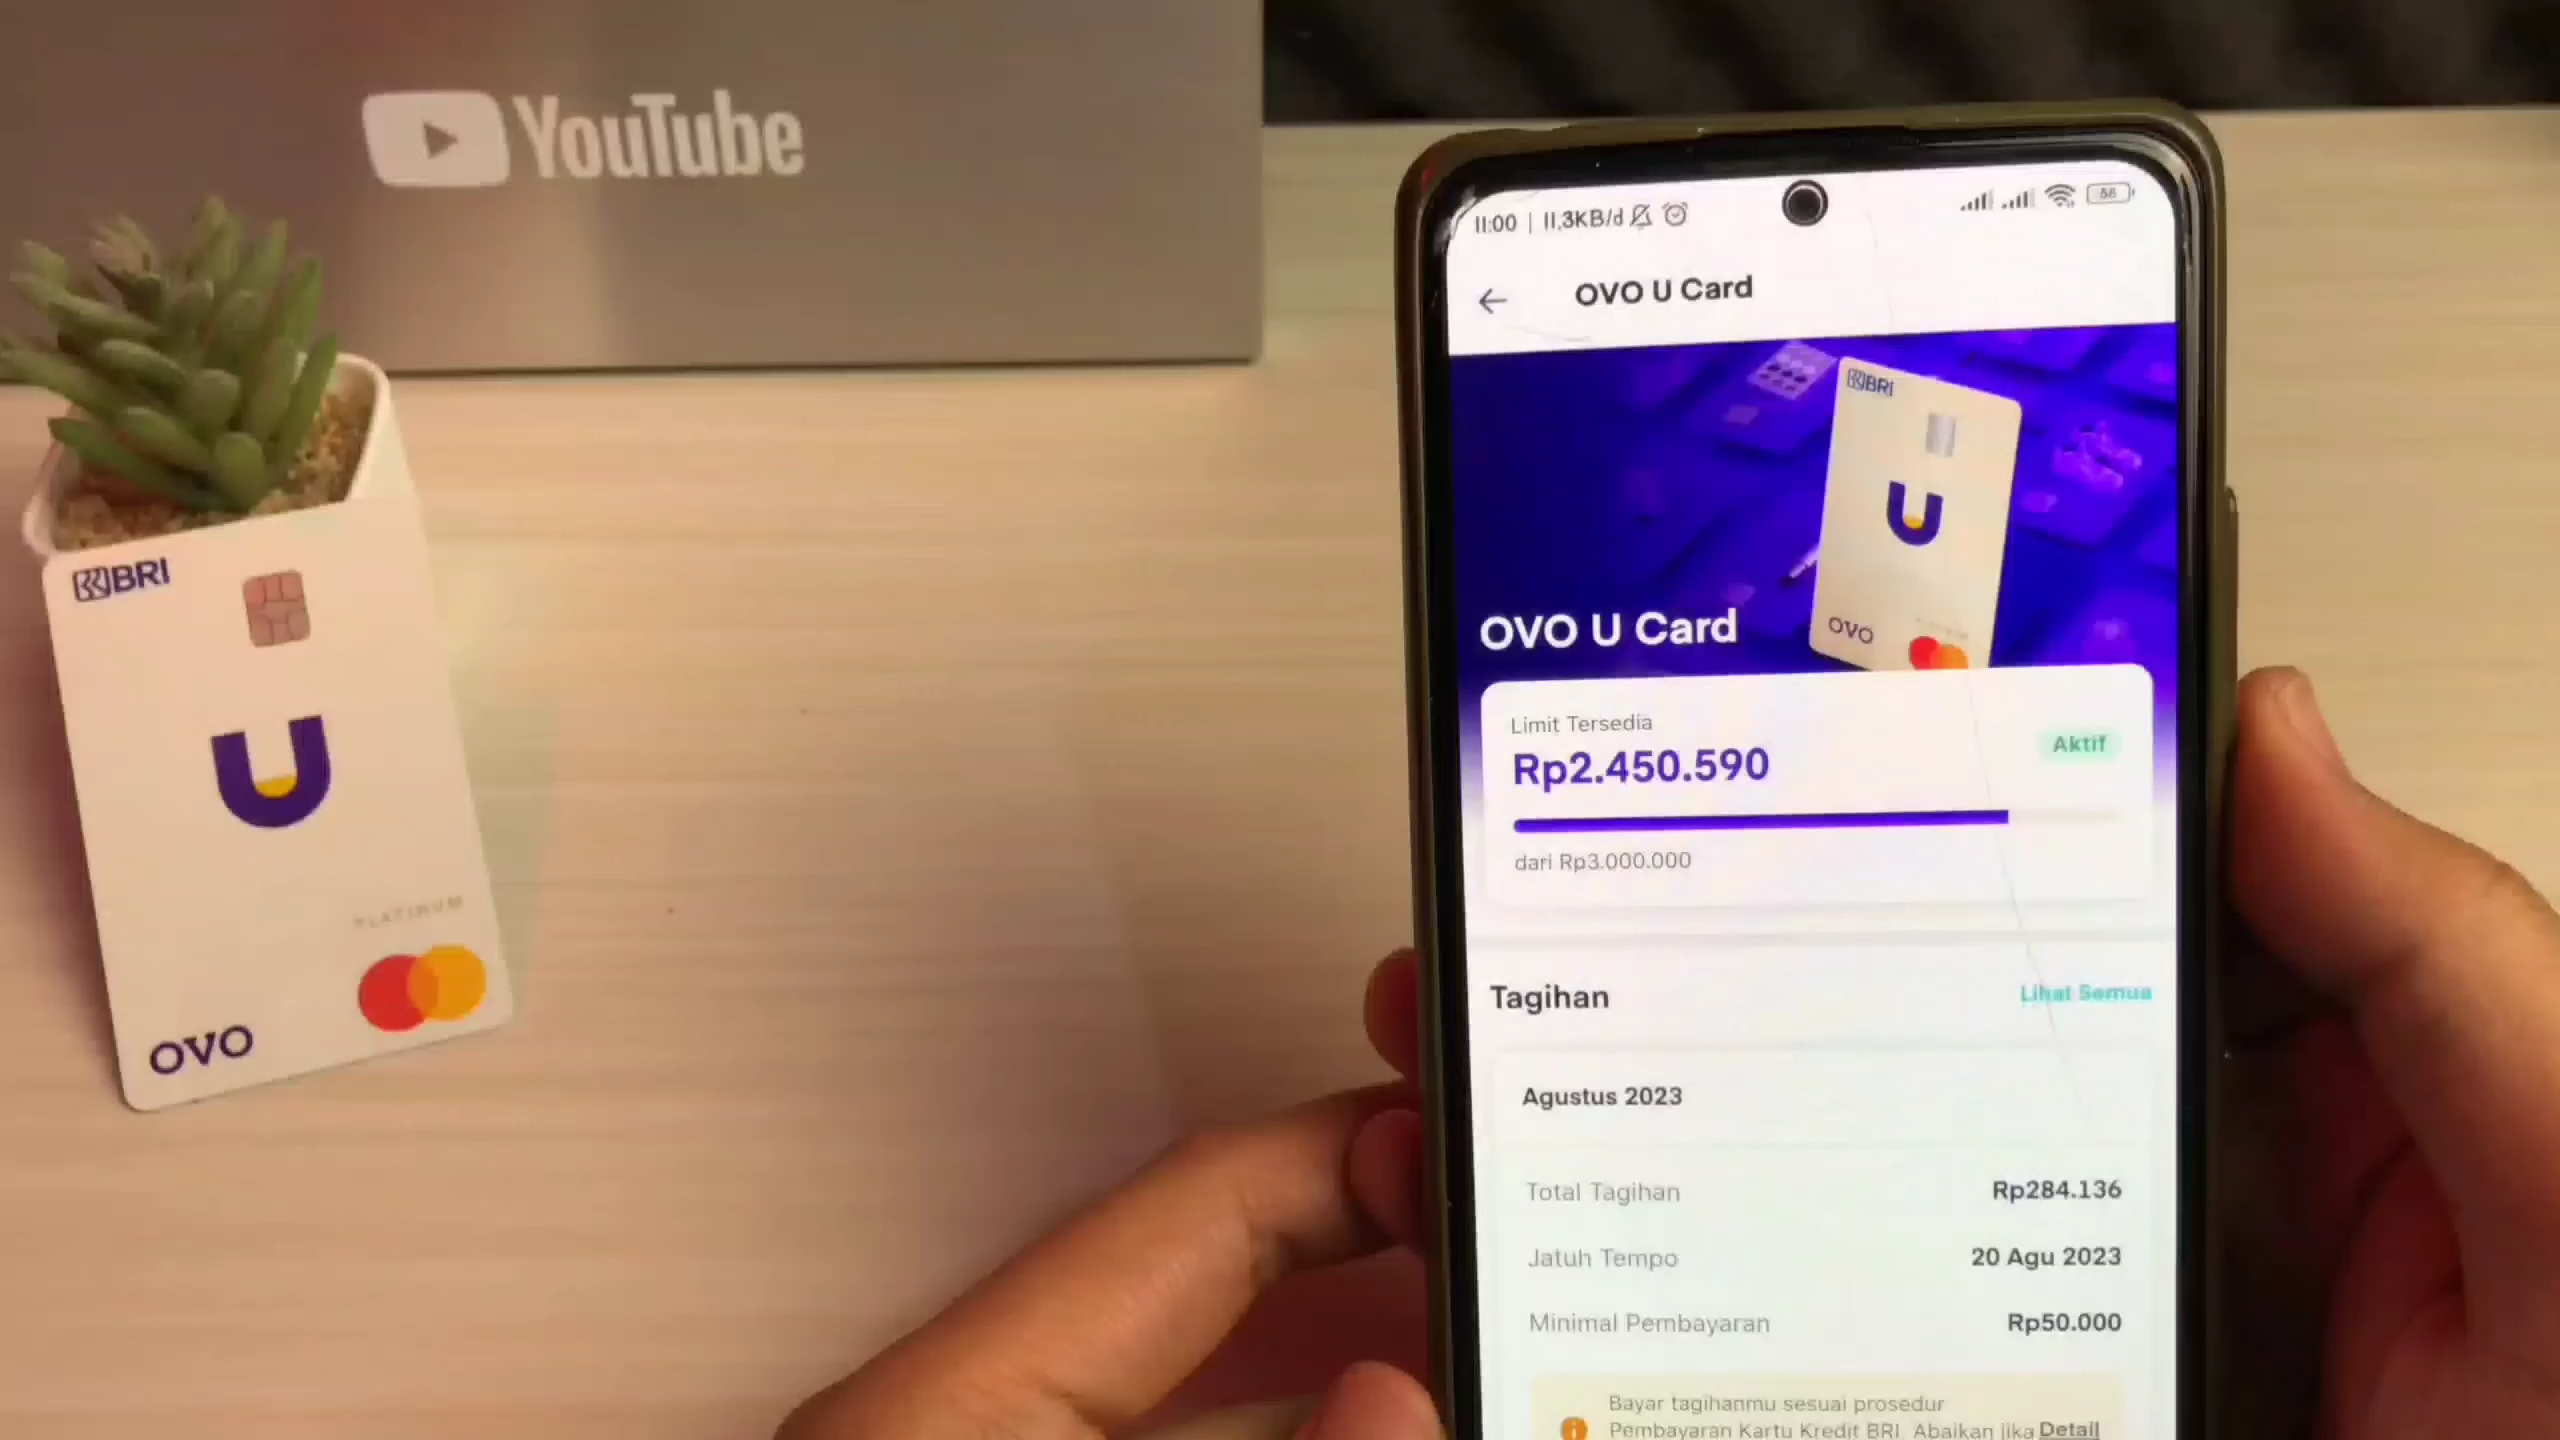 YouTube
BRI
U
PLATINUM
OVO
11:00 | 11,3KB/d
56
OVO U Card
BRI
U
OVO
OVO U Card
Limit Tersedia
Rp2.450.590
Aktif
dari Rp3.000.000
Tagihan
Lihat Semua
Agustus 2023
Total Tagihan Rp284.136
Jatuh Tempo 20 Agu 2023
Minimal Pembayaran Rp50.000
Bayar tagihanmu sesuai prosedur
Pembayaran Kartu Kredit BRI. Abaikan jika Detail